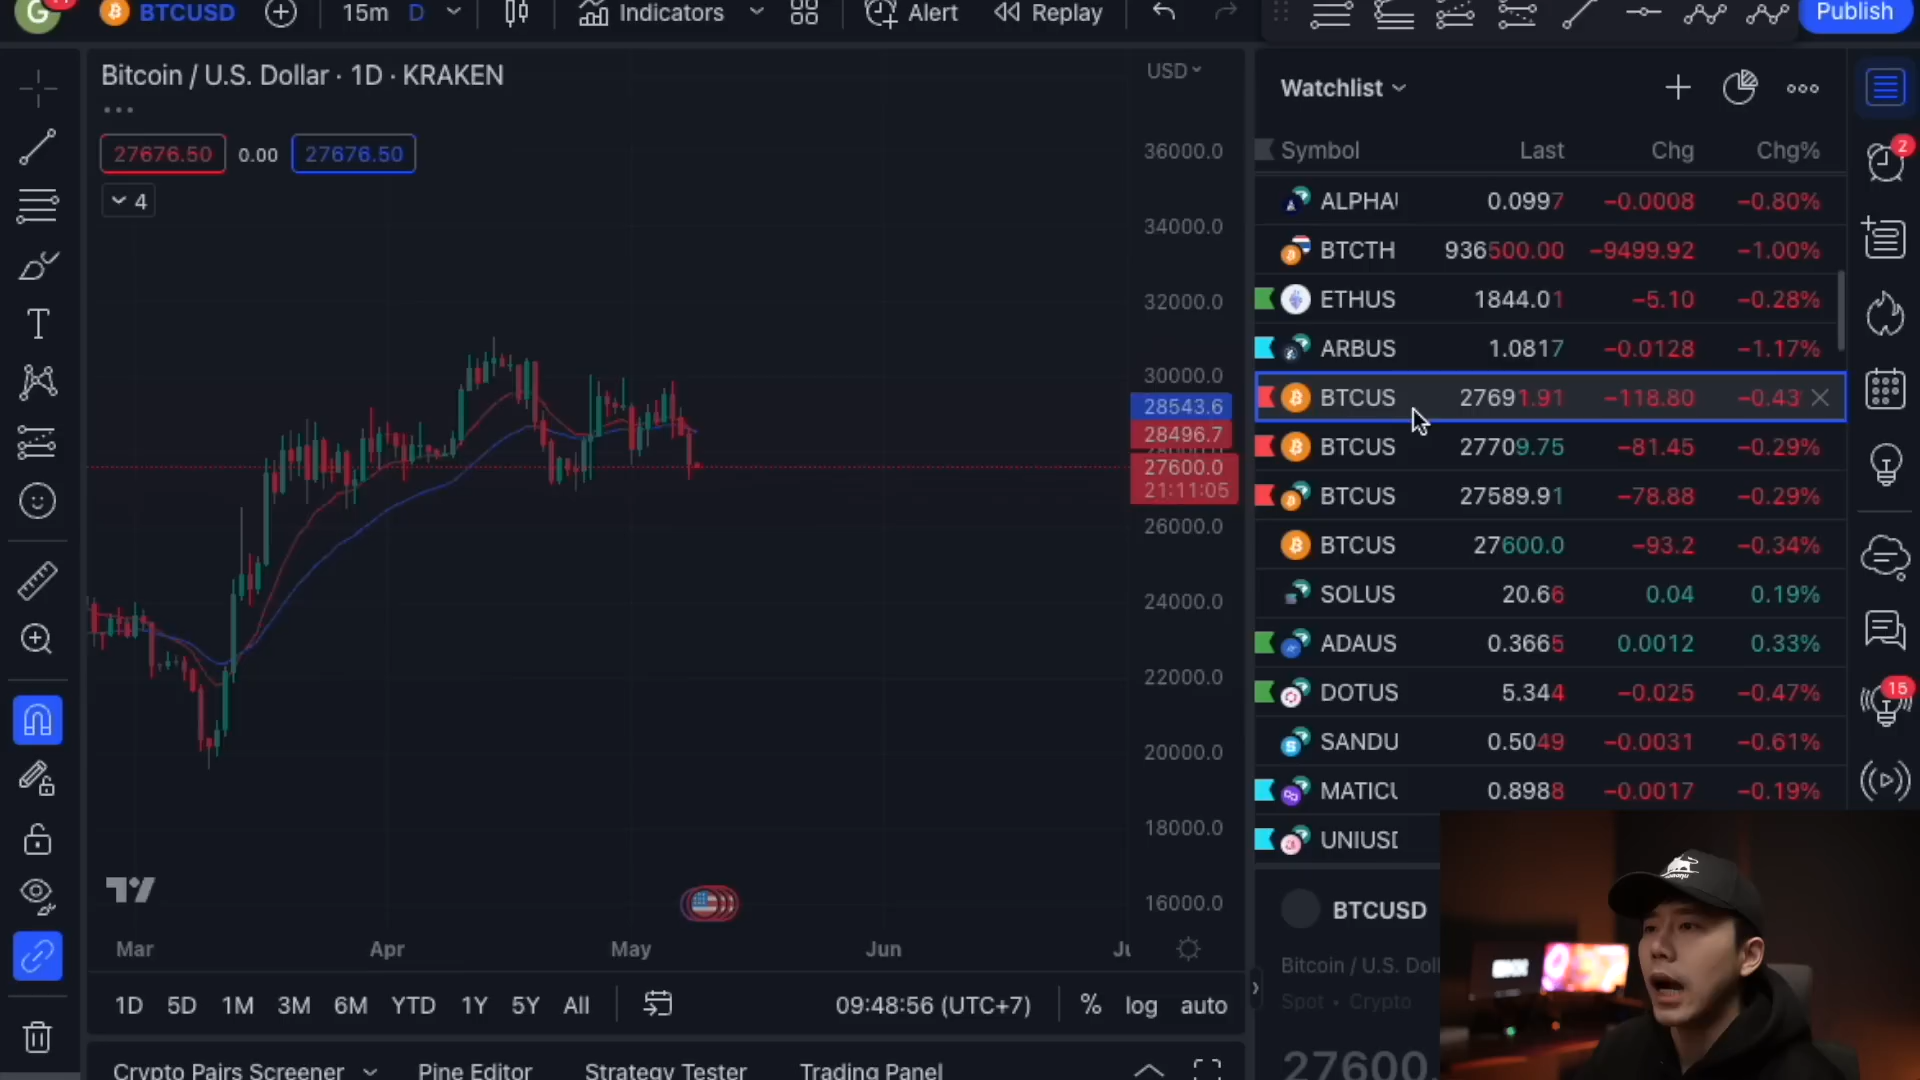 G BTCUSD 15m D Indicators Alert Replay Publish
Bitcoin / U.S. Dollar · 1D · KRAKEN USD
27676.50 0.00 27676.50
4
36000.0
34000.0
32000.0
30000.0
28543.6
28496.7
27600.0
21:11:05
26000.0
24000.0
22000.0
20000.0
18000.0
16000.0
Mar Apr May Jun
1D 5D 1M 3M 6M YTD 1Y 5Y All 09:48:56 (UTC+7) % log auto
Crypto Pairs Screener Pine Editor Strategy Tester Trading Panel
Watchlist
Symbol Last Chg Chg%
ALPHA 0.0997 −0.0008 −0.80%
BTCTH 936500.00 −9499.92 −1.00%
ETHUS 1844.01 −5.10 −0.28%
ARBUS 1.0817 −0.0128 −1.17%
BTCUS 27691.91 −118.80 −0.43
BTCUS 27709.75 −81.45 −0.29%
BTCUS 27589.91 −78.88 −0.29%
BTCUS 27600.0 −93.2 −0.34%
SOLUS 20.66 0.04 0.19%
ADAUS 0.3665 0.0012 0.33%
DOTUS 5.344 −0.025 −0.47%
SANDU 0.5049 −0.0031 −0.61%
MATICU 0.8988 −0.0017 −0.19%
UNIUSD
BTCUSD
Bitcoin / U.S. Doll
Spot • Crypto
27600.
2
15